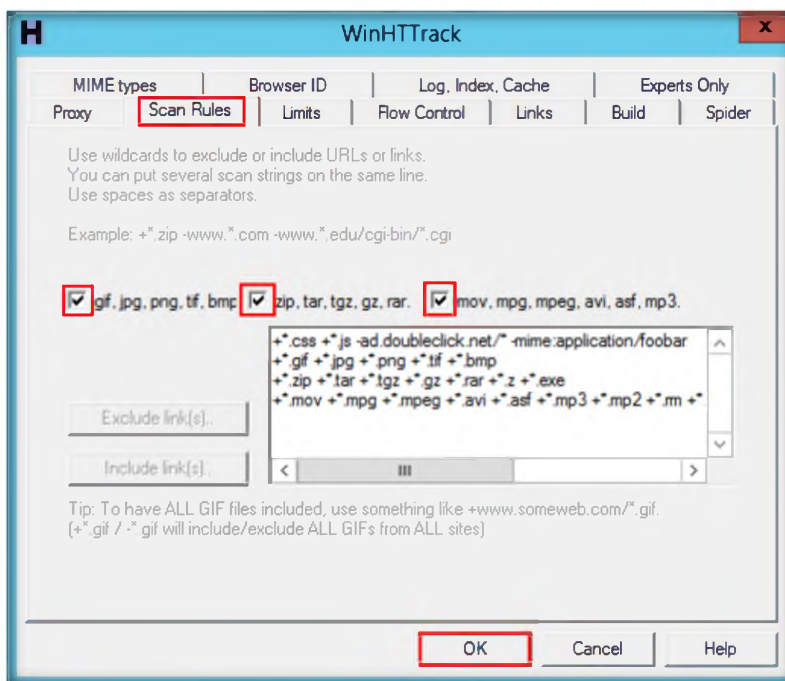 H WinHTTrack x
MIME types Browser ID Log, Index, Cache Experts Only
Proxy Scan Rules Limits Flow Control Links Build Spider
Use wildcards to exclude or include URLs or links.
You can put several scan strings on the same line.
Use spaces as separators.
Example: +*.zip -www.*.com -www.*.edu/cgi-bin/*.cgi
gif, jpg, png, tif, bmp zip, tar, tgz, gz, rar. mov, mpg, mpeg, avi, asf, mp3.
+*.css +*.js -ad.doubleclick.net/* -mime:application/foobar
+*.gif +*.jpg +*.png +*.tif +*.bmp
+*.zip +*.tar +*.tgz +*.gz +*.rar +*.z +*.exe
+*.mov +*.mpg +*.mpeg +*.avi +*.asf +*.mp3 +*.mp2 +*.rm +*.
Exclude link(s)..
Include link(s)..
Tip: To have ALL GIF files included, use something like +www.someweb.com/*.gif.
(+*.gif / -*.gif will include/exclude ALL GIFs from ALL sites)
OK Cancel Help